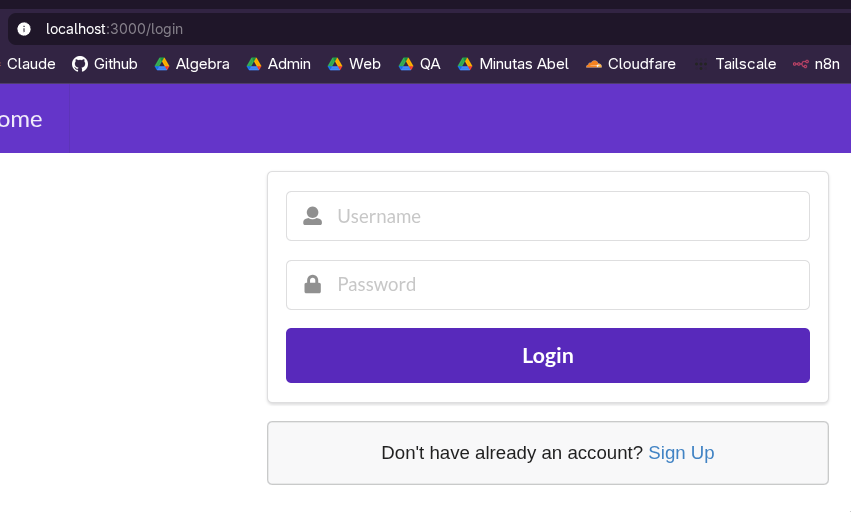 localhost:3000/login
Claude Github Algebra Admin Web QA Minutas Abel Cloudfare Tailscale n8n
ome
Username
Password
Login
Don't have already an account? Sign Up